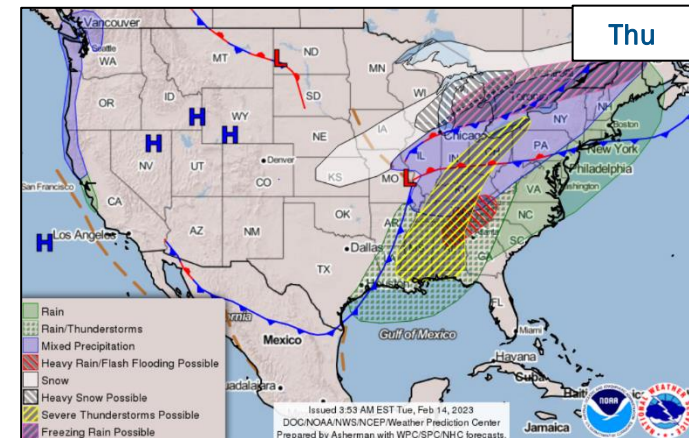 Thu
Vancouver
Seattle
WA
MT
ND
MN
OR
ID
WY
SD
WI
L
H
H
H
NE
IA
Chicago
Toronto
NH
Boston
NY
New York
Philadelphia
PA
Washington
NV
UT
Denver
CO
KS
MO
L
IL
IN
OH
KY
VA
NC
SC
GA
San Francisco
CA
H
Los Angeles
AZ
NM
OK
AR
Dallas
TX
FL
Miami
Gulf of Mexico
Mexico
Havana
Cuba
Jamaica
Rain
Rain/Thunderstorms
Mixed Precipitation
Heavy Rain/Flash Flooding Possible
Snow
Heavy Snow Possible
Severe Thunderstorms Possible
Freezing Rain Possible
Issued 3:53 AM EST Tue, Feb 14, 2023
DOC/NOAA/NWS/NCEP/Weather Prediction Center
Prepared by Asherman with WPC/SPC/NHC forecasts.
NOAA